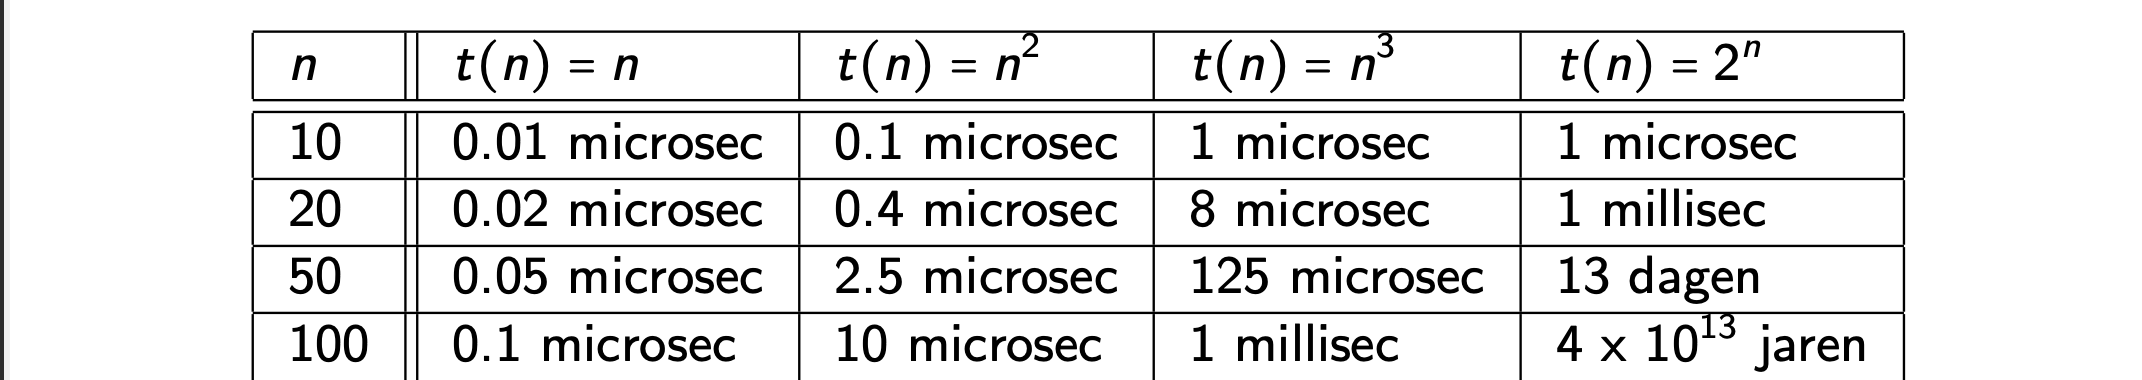 n t(n) = n t(n) = n² t(n) = n³ t(n) = 2ⁿ
10 0.01 microsec 0.1 microsec 1 microsec 1 microsec
20 0.02 microsec 0.4 microsec 8 microsec 1 millisec
50 0.05 microsec 2.5 microsec 125 microsec 13 dagen
100 0.1 microsec 10 microsec 1 millisec 4 x 10¹³ jaren